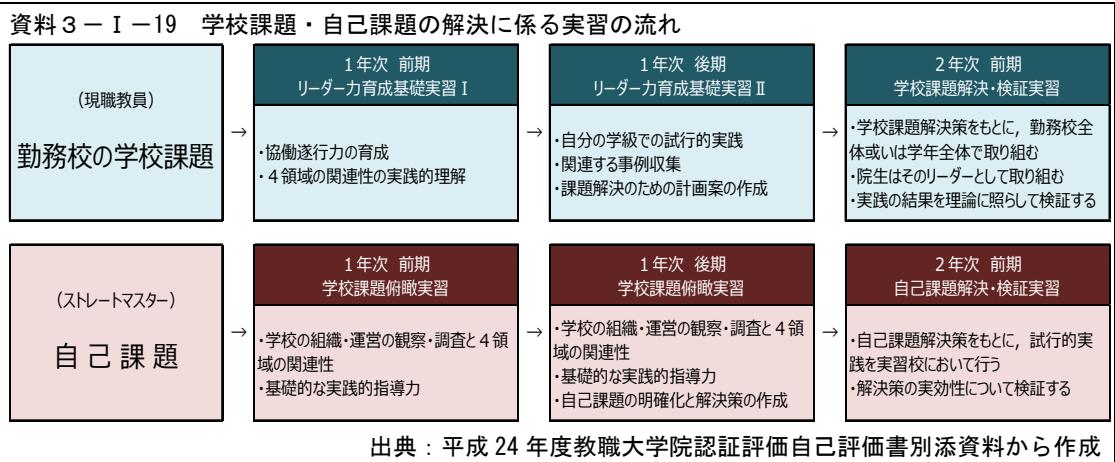 資料3-Ⅰ-19 学校課題・自己課題の解決に係る実習の流れ
(現職教員)
勤務校の学校課題
→
1年次 前期
リーダー力育成基礎実習Ⅰ
・協働遂行力の育成
・4領域の関連性の実践的理解
→
1年次 後期
リーダー力育成基礎実習Ⅱ
・自分の学級での試行的実践
・関連する事例収集
・課題解決のための計画案の作成
→
2年次 前期
学校課題解決・検証実習
・学校課題解決策をもとに,勤務校全
体或いは学年全体で取り組む
・院生はそのリーダーとして取り組む
・実践の結果を理論に照らして検証する
(ストレートマスター)
自己課題
→
1年次 前期
学校課題俯瞰実習
・学校の組織・運営の観察・調査と4領
域の関連性
・基礎的な実践的指導力
→
1年次 後期
学校課題俯瞰実習
・学校の組織・運営の観察・調査と4領
域の関連性
・基礎的な実践的指導力
・自己課題の明確化と解決策の作成
→
2年次 前期
自己課題解決・検証実習
・自己課題解決策をもとに,試行的実
践を実習校において行う
・解決策の実効性について検証する
出典:平成24年度教職大学院認証評価自己評価書別添資料から作成